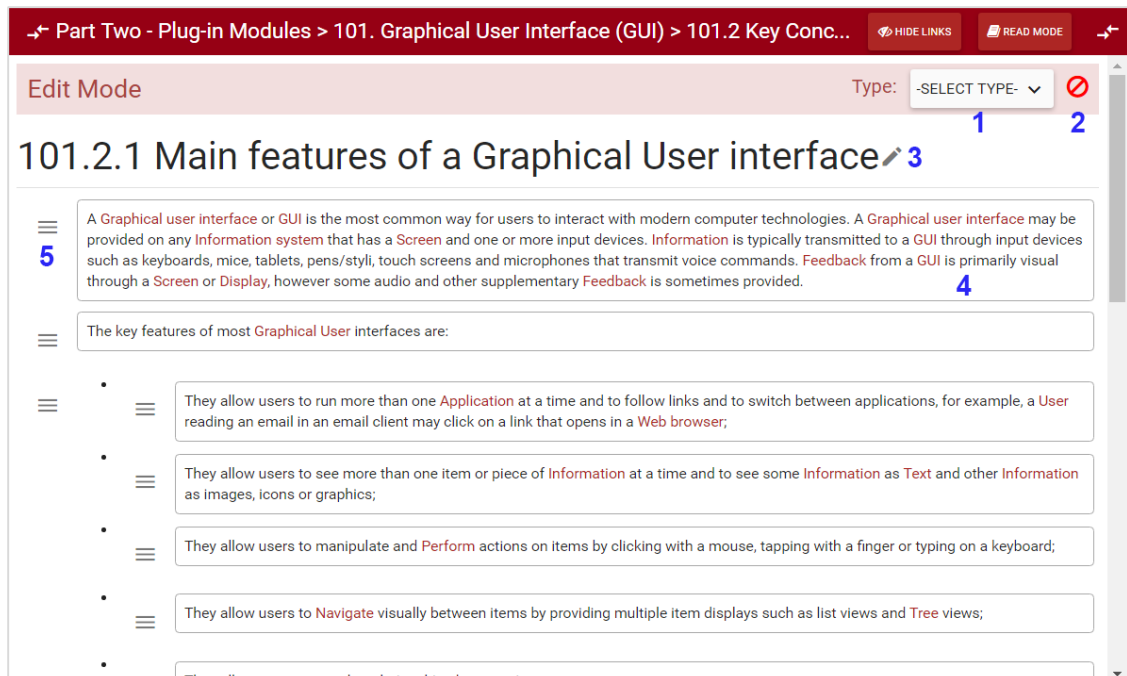 Part Two - Plug-in Modules > 101. Graphical User Interface (GUI) > 101.2 Key Conc... HIDE LINKS READ MODE
Edit Mode Type: -SELECT TYPE-
1 2
101.2.1 Main features of a Graphical User interface 3
A Graphical user interface or GUI is the most common way for users to interact with modern computer technologies. A Graphical user interface may be
provided on any Information system that has a Screen and one or more input devices. Information is typically transmitted to a GUI through input devices
5 such as keyboards, mice, tablets, pens/styli, touch screens and microphones that transmit voice commands. Feedback from a GUI is primarily visual
through a Screen or Display, however some audio and other supplementary Feedback is sometimes provided. 4
The key features of most Graphical User interfaces are:
• They allow users to run more than one Application at a time and to follow links and to switch between applications, for example, a User
reading an email in an email client may click on a link that opens in a Web browser;
• They allow users to see more than one item or piece of Information at a time and to see some Information as Text and other Information
as images, icons or graphics;
• They allow users to manipulate and Perform actions on items by clicking with a mouse, tapping with a finger or typing on a keyboard;
• They allow users to Navigate visually between items by providing multiple item displays such as list views and Tree views;
•